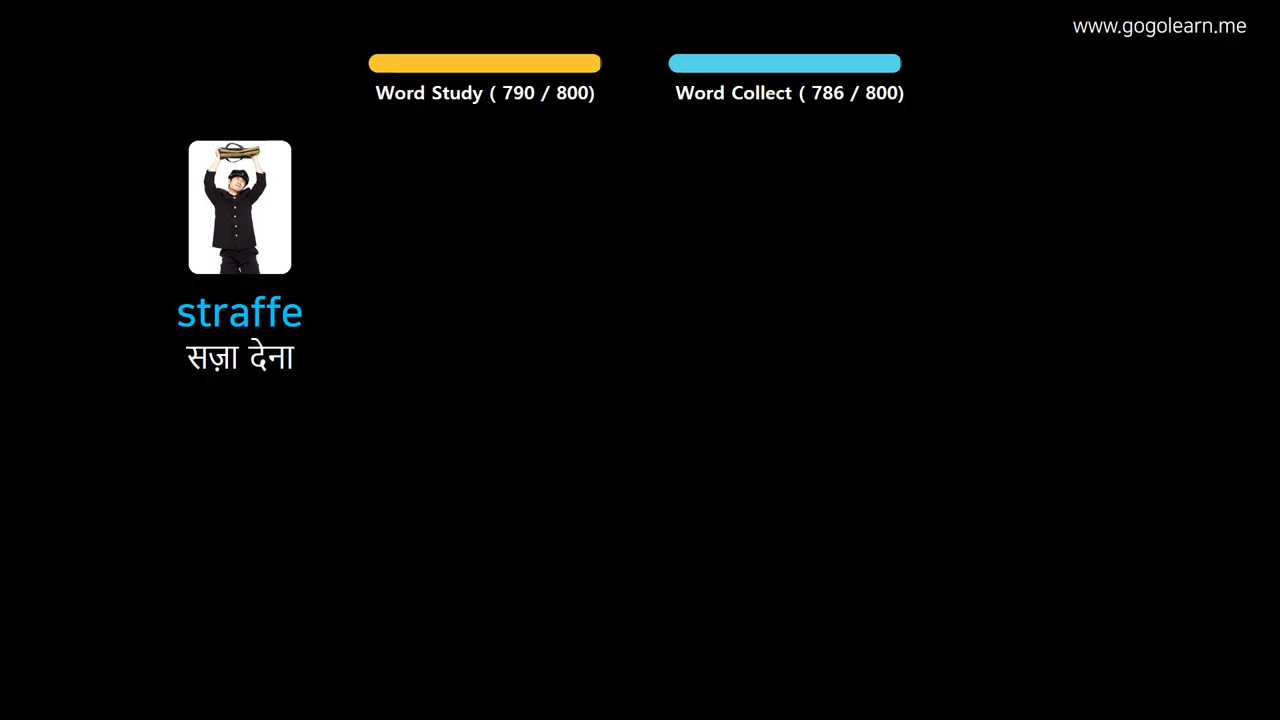 www.gogolearn.me
Word Study ( 790 / 800)
Word Collect ( 786 / 800)
straffe
सज़ा देना